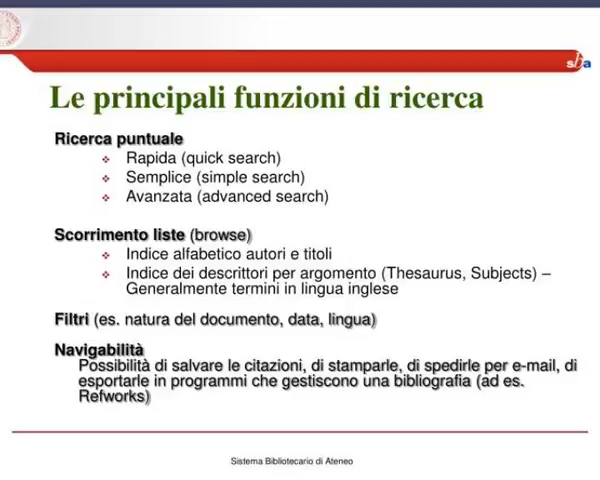 sba
Le principali funzioni di ricerca
Ricerca puntuale
❖ Rapida (quick search)
❖ Semplice (simple search)
❖ Avanzata (advanced search)
Scorrimento liste (browse)
❖ Indice alfabetico autori e titoli
❖ Indice dei descrittori per argomento (Thesaurus, Subjects) –
Generalmente termini in lingua inglese
Filtri (es. natura del documento, data, lingua)
Navigabilità
Possibilità di salvare le citazioni, di stamparle, di spedirle per e-mail, di
esportarle in programmi che gestiscono una bibliografia (ad es.
Refworks)
Sistema Bibliotecario di Ateneo